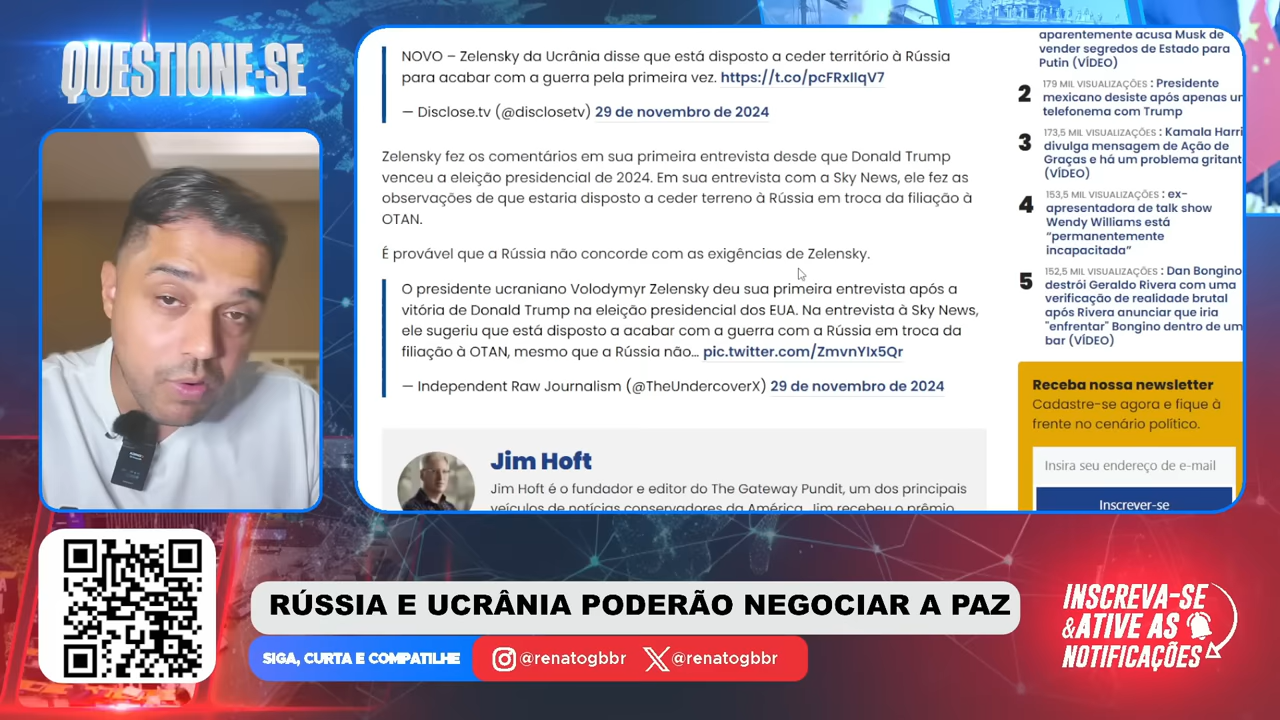 QUESTIONE-SE
NOVO – Zelensky da Ucrânia disse que está disposto a ceder território à Rússia
para acabar com a guerra pela primeira vez. https://t.co/pcFRxIlqV7
— Disclose.tv (@disclosetv) 29 de novembro de 2024
Zelensky fez os comentários em sua primeira entrevista desde que Donald Trump
venceu a eleição presidencial de 2024. Em sua entrevista com a Sky News, ele fez as
observações de que estaria disposto a ceder terreno à Rússia em troca da filiação à
OTAN.
É provável que a Rússia não concorde com as exigências de Zelensky.
O presidente ucraniano Volodymyr Zelensky deu sua primeira entrevista após a
vitória de Donald Trump na eleição presidencial dos EUA. Na entrevista à Sky News,
ele sugeriu que está disposto a acabar com a guerra com a Rússia em troca da
filiação à OTAN, mesmo que a Rússia não… pic.twitter.com/ZmvnYIx5Qr
— Independent Raw Journalism (@TheUndercoverX) 29 de novembro de 2024
Jim Hoft
Jim Hoft é o fundador e editor do The Gateway Pundit, um dos principais
veículos de notícias conservadores da América. Jim recebeu o prêmio
aparentemente acusa Musk de
vender segredos de Estado para
Putin (VÍDEO)
2 179 MIL VISUALIZAÇÕES : Presidente
mexicano desiste após apenas um
telefonema com Trump
3 173,5 MIL VISUALIZAÇÕES : Kamala Harri
divulga mensagem de Ação de
Graças e há um problema gritant
(VÍDEO)
4 153,5 MIL VISUALIZAÇÕES : ex-
apresentadora de talk show
Wendy Williams está
“permanentemente
incapacitada”
5 152,5 MIL VISUALIZAÇÕES : Dan Bongino
destrói Geraldo Rivera com uma
verificação de realidade brutal
após Rivera anunciar que iria
"enfrentar" Bongino dentro de um
bar (VÍDEO)
Receba nossa newsletter
Cadastre-se agora e fique à
frente no cenário político.
Insira seu endereço de e-mail
Inscrever-se
RÚSSIA E UCRÂNIA PODERÃO NEGOCIAR A PAZ
SIGA, CURTA E COMPATILHE
@renatogbbr
@renatogbbr
INSCREVA-SE
&ATIVE AS
NOTIFICAÇÕES